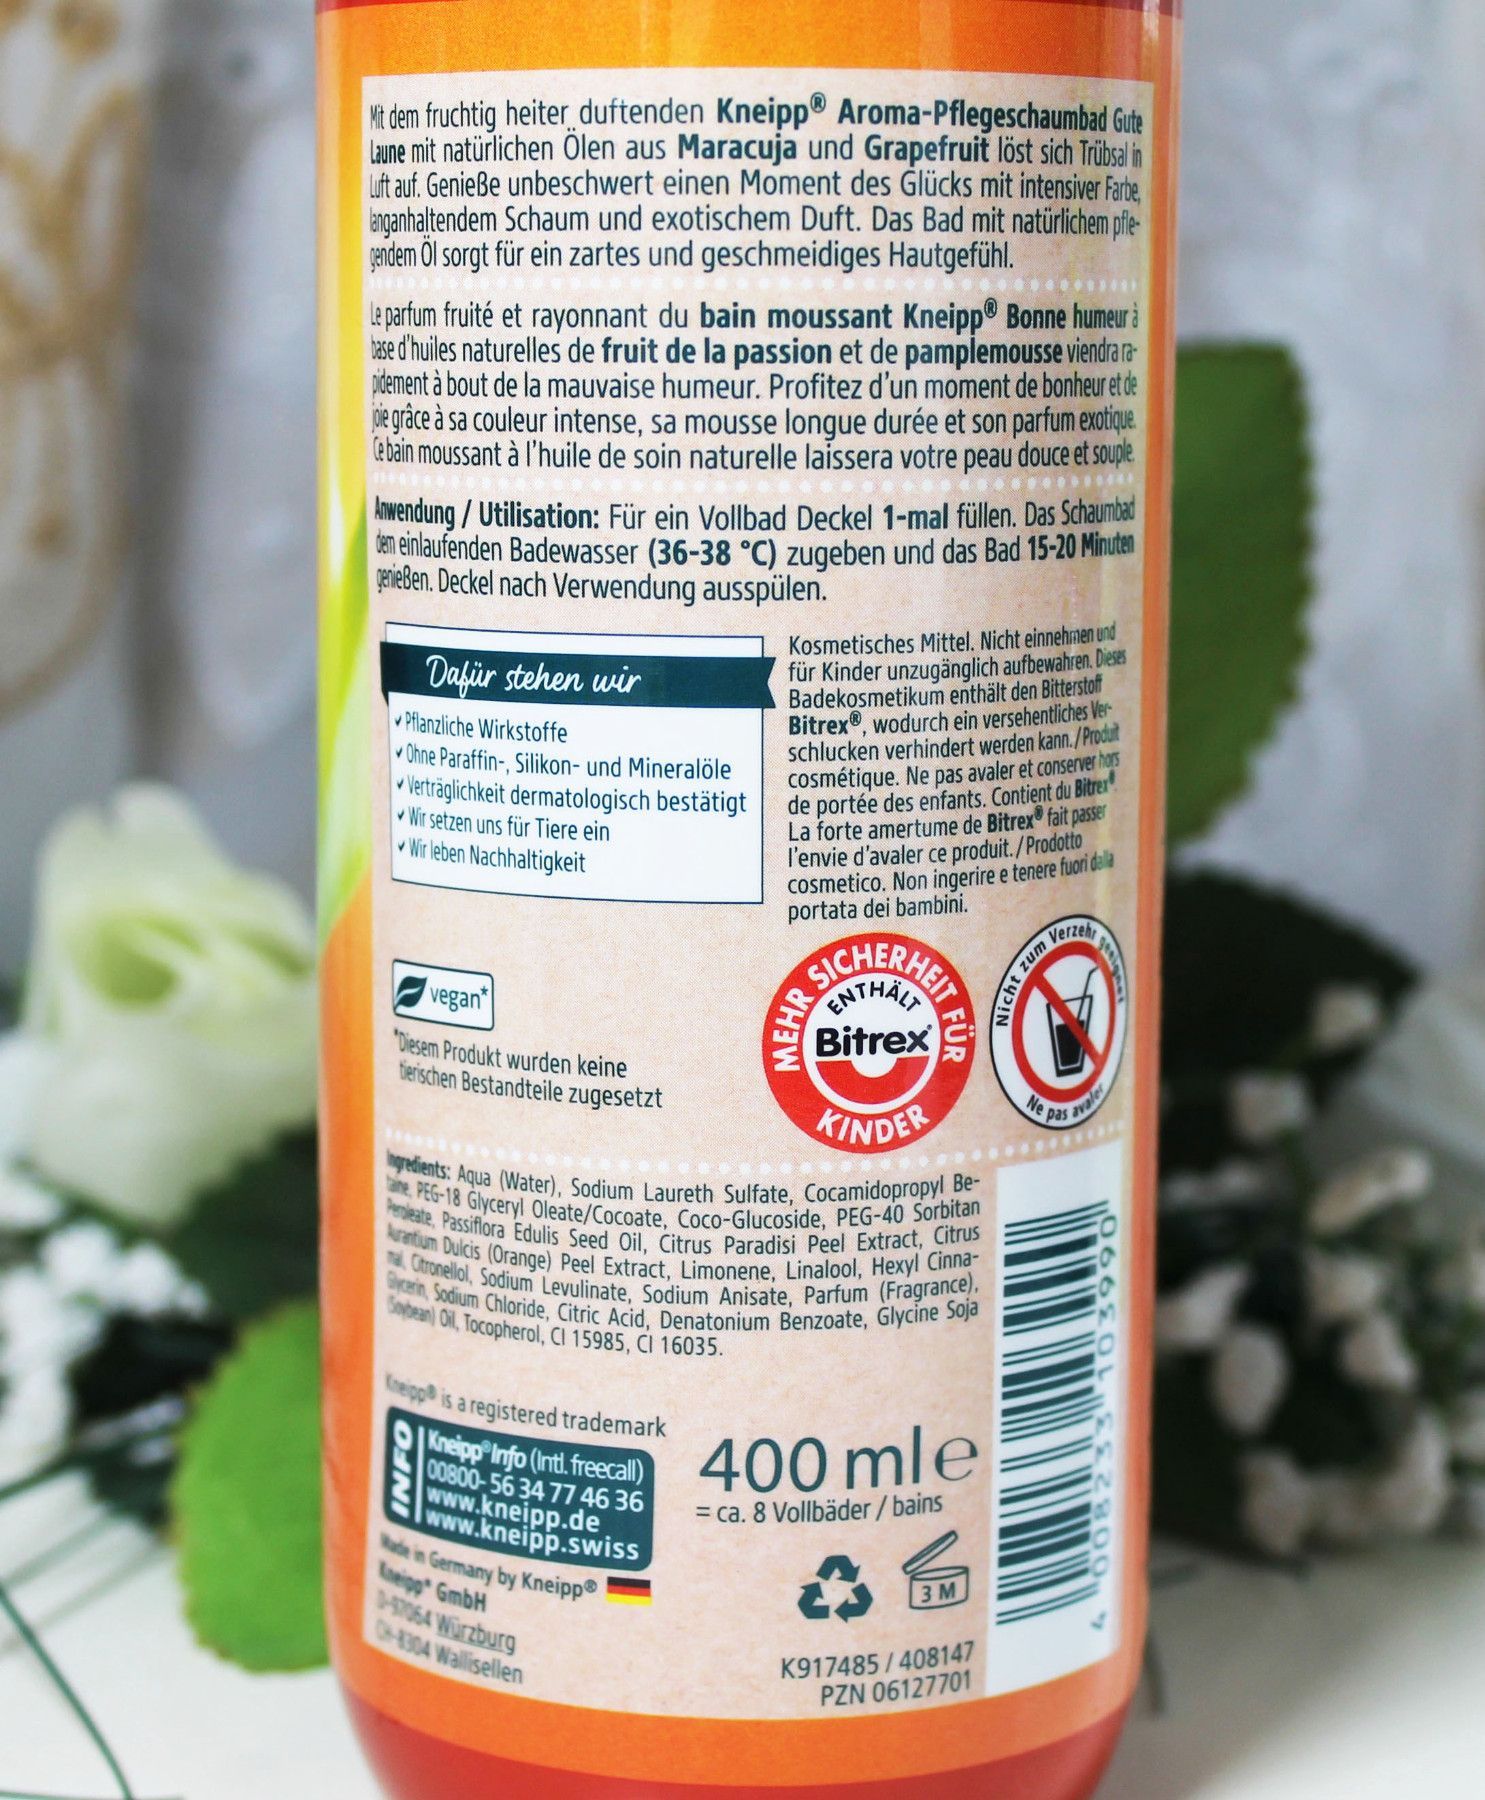 Mit dem fruchtig heiter duftenden Kneipp® Aroma-Pflegeschaumbad Gute
Laune mit natürlichen Ölen aus Maracuja und Grapefruit löst sich Trübsal in
Luft auf. Genieße unbeschwert einen Moment des Glücks mit intensiver Farbe,
langanhaltendem Schaum und exotischem Duft. Das Bad mit natürlichem pfle-
gendem Öl sorgt für ein zartes und geschmeidiges Hautgefühl.
Le parfum fruité et rayonnant du bain moussant Kneipp® Bonne humeur à
base d'huiles naturelles de fruit de la passion et de pamplemousse viendra ra-
pidement à bout de la mauvaise humeur. Profitez d'un moment de bonheur et de
joie grâce à sa couleur intense, sa mousse longue durée et son parfum exotique.
Ce bain moussant à l'huile de soin naturelle laissera votre peau douce et souple.
Anwendung / Utilisation: Für ein Vollbad Deckel 1-mal füllen. Das Schaumbad
dem einlaufenden Badewasser (36-38 °C) zugeben und das Bad 15-20 Minuten
genießen. Deckel nach Verwendung ausspülen.
Dafür stehen wir
✓ Pflanzliche Wirkstoffe
✓ Ohne Paraffin-, Silikon- und Mineralöle
✓ Verträglichkeit dermatologisch bestätigt
✓ Wir setzen uns für Tiere ein
✓ Wir leben Nachhaltigkeit
Kosmetisches Mittel. Nicht einnehmen und
für Kinder unzugänglich aufbewahren. Dieses
Badekosmetikum enthält den Bitterstoff
Bitrex®, wodurch ein versehentliches Ver-
schlucken verhindert werden kann. / Produit
cosmétique. Ne pas avaler et conserver hors
de portée des enfants. Contient du Bitrex®.
La forte amertume de Bitrex® fait passer
l'envie d'avaler ce produit. / Prodotto
cosmetico. Non ingerire e tenere fuori dalla
portata dei bambini.
vegan*
*Diesem Produkt wurden keine
tierischen Bestandteile zugesetzt
MEHR SICHERHEIT FÜR
ENTHÄLT
Bitrex®
KINDER
Nicht zum Verzehr geeignet
Ne pas avaler
Ingredients: Aqua (Water), Sodium Laureth Sulfate, Cocamidopropyl Be-
taine, PEG-18 Glyceryl Oleate/Cocoate, Coco-Glucoside, PEG-40 Sorbitan
Peroleate, Passiflora Edulis Seed Oil, Citrus Paradisi Peel Extract, Citrus
Aurantium Dulcis (Orange) Peel Extract, Limonene, Linalool, Hexyl Cinna-
mal, Citronellol, Sodium Levulinate, Sodium Anisate, Parfum (Fragrance),
Glycerin, Sodium Chloride, Citric Acid, Denatonium Benzoate, Glycine Soja
(Soybean) Oil, Tocopherol, CI 15985, CI 16035.
Kneipp® is a registered trademark
INFO
Kneipp® Info (Intl. freecall)
00800- 56 34 77 46 36
www.kneipp.de
www.kneipp.swiss
Made in Germany by Kneipp®
Kneipp® GmbH
D-97064 Würzburg
CH-8304 Wallisellen
400 ml e
= ca. 8 Vollbäder / bains
3 M
K917485 / 408147
PZN 06127701
4 008233 103990